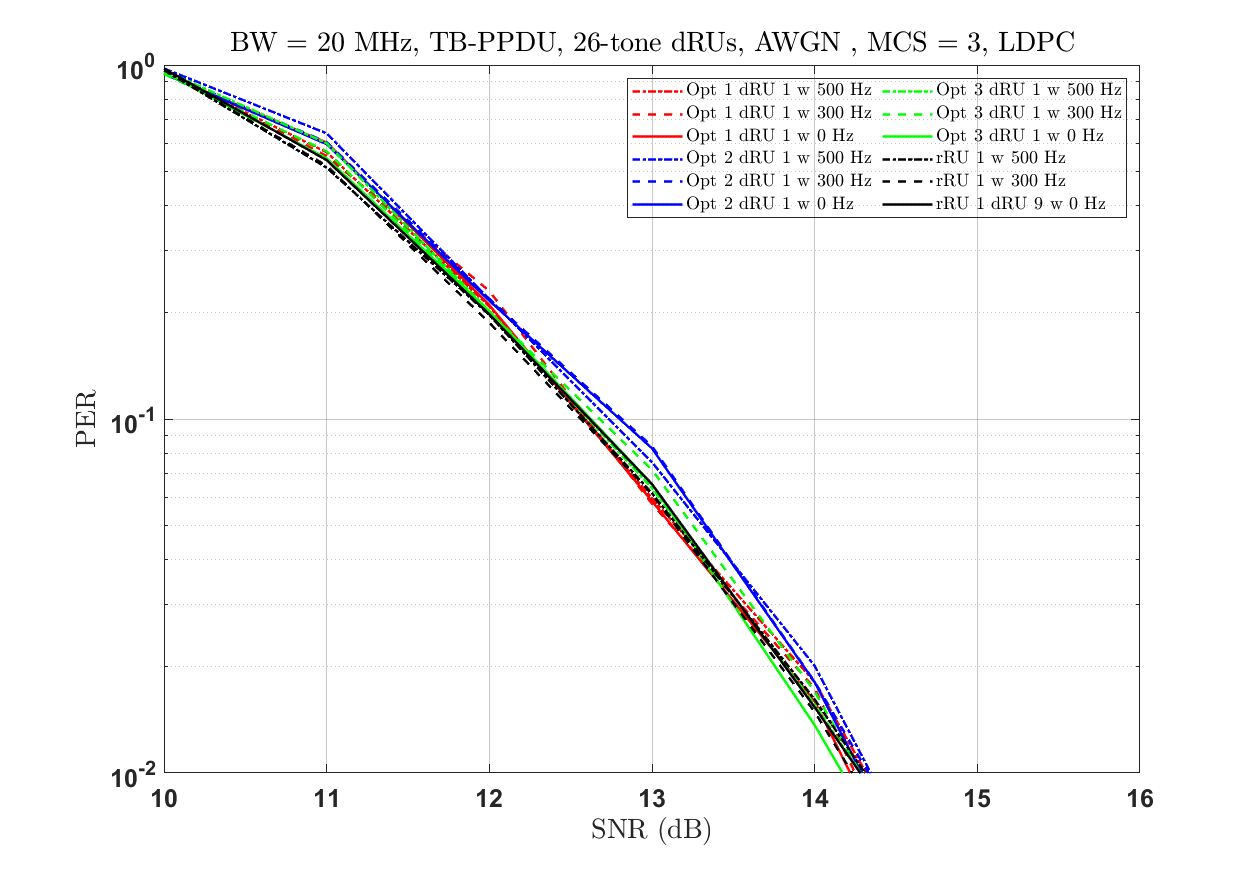 BW = 20 MHz, TB-PPDU, 26-tone dRUs, AWGN , MCS = 3, LDPC
Opt 1 dRU 1 w 500 Hz
Opt 1 dRU 1 w 300 Hz
Opt 1 dRU 1 w 0 Hz
Opt 2 dRU 1 w 500 Hz
Opt 2 dRU 1 w 300 Hz
Opt 2 dRU 1 w 0 Hz
Opt 3 dRU 1 w 500 Hz
Opt 3 dRU 1 w 300 Hz
Opt 3 dRU 1 w 0 Hz
rRU 1 w 500 Hz
rRU 1 w 300 Hz
rRU 1 dRU 9 w 0 Hz
10^0
10^-1
10^-2
PER
10 11 12 13 14 15 16
SNR (dB)